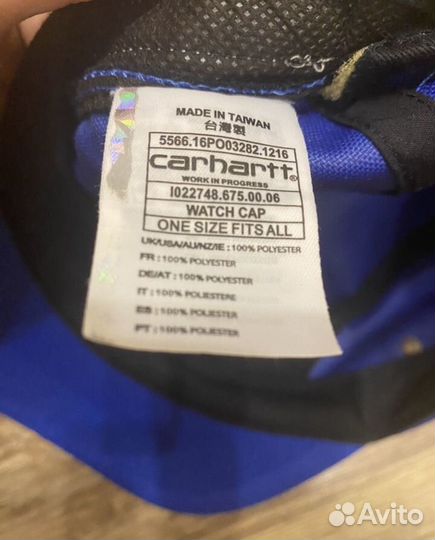 MADE IN TAIWAN
台灣製
5566.16PO03282.1216
carhartt®
WORK IN PROGRESS
I022748.675.00.06
WATCH CAP
ONE SIZE FITS ALL
UK/USA/AU/NZ/IE : 100% POLYESTER
FR : 100% POLYESTER
DE/AT : 100% POLYESTER
IT : 100% POLIESTERE
ES : 100% POLIESTER
PT : 100% POLIESTER
Avito